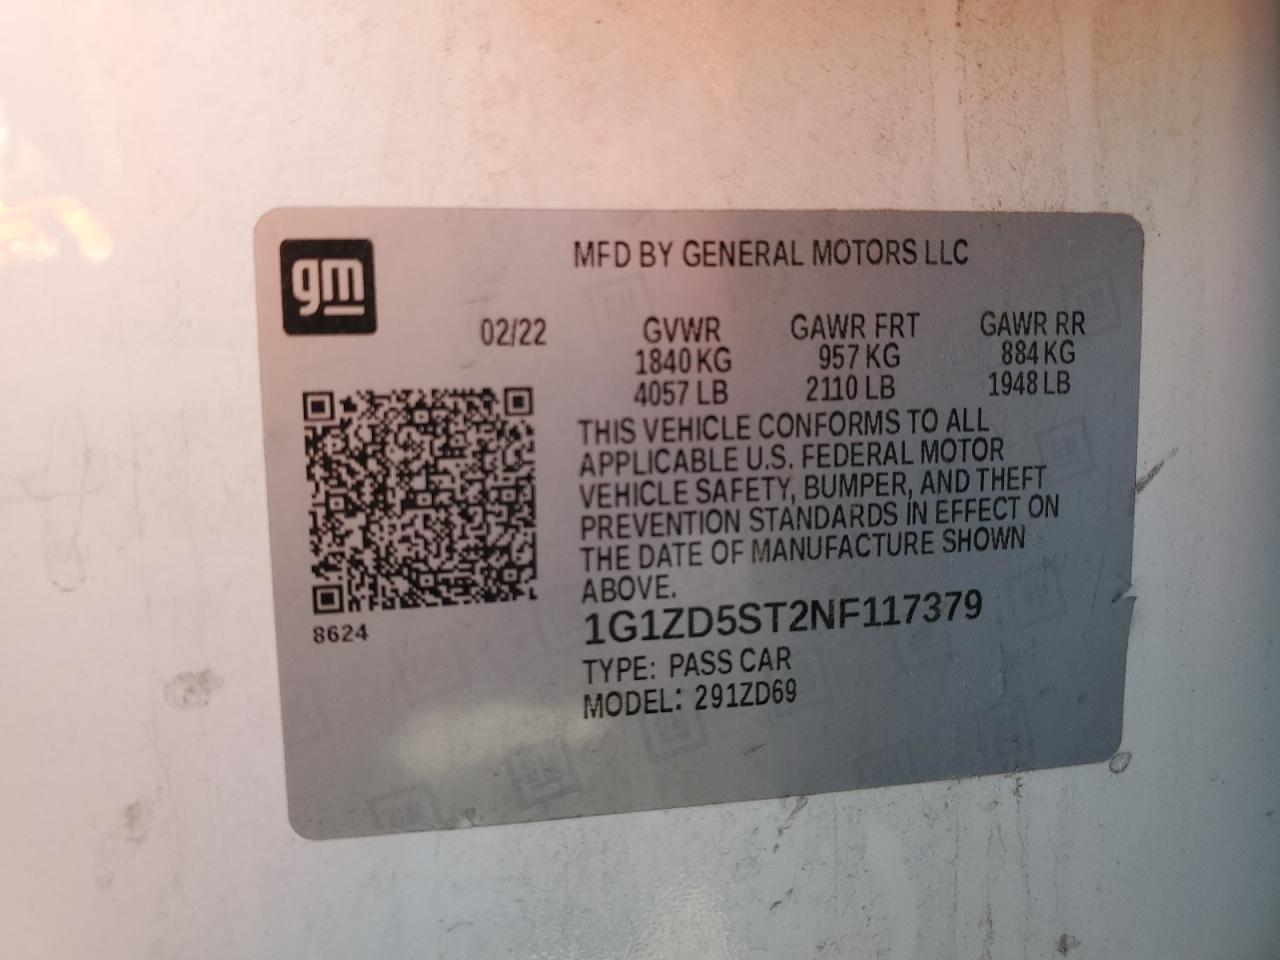 gm
MFD BY GENERAL MOTORS LLC
02/22 GVWR GAWR FRT GAWR RR
1840 KG 957 KG 884 KG
4057 LB 2110 LB 1948 LB
THIS VEHICLE CONFORMS TO ALL
APPLICABLE U.S. FEDERAL MOTOR
VEHICLE SAFETY, BUMPER, AND THEFT
PREVENTION STANDARDS IN EFFECT ON
THE DATE OF MANUFACTURE SHOWN
ABOVE.
8624
1G1ZD5ST2NF117379
TYPE: PASS CAR
MODEL: 291ZD69